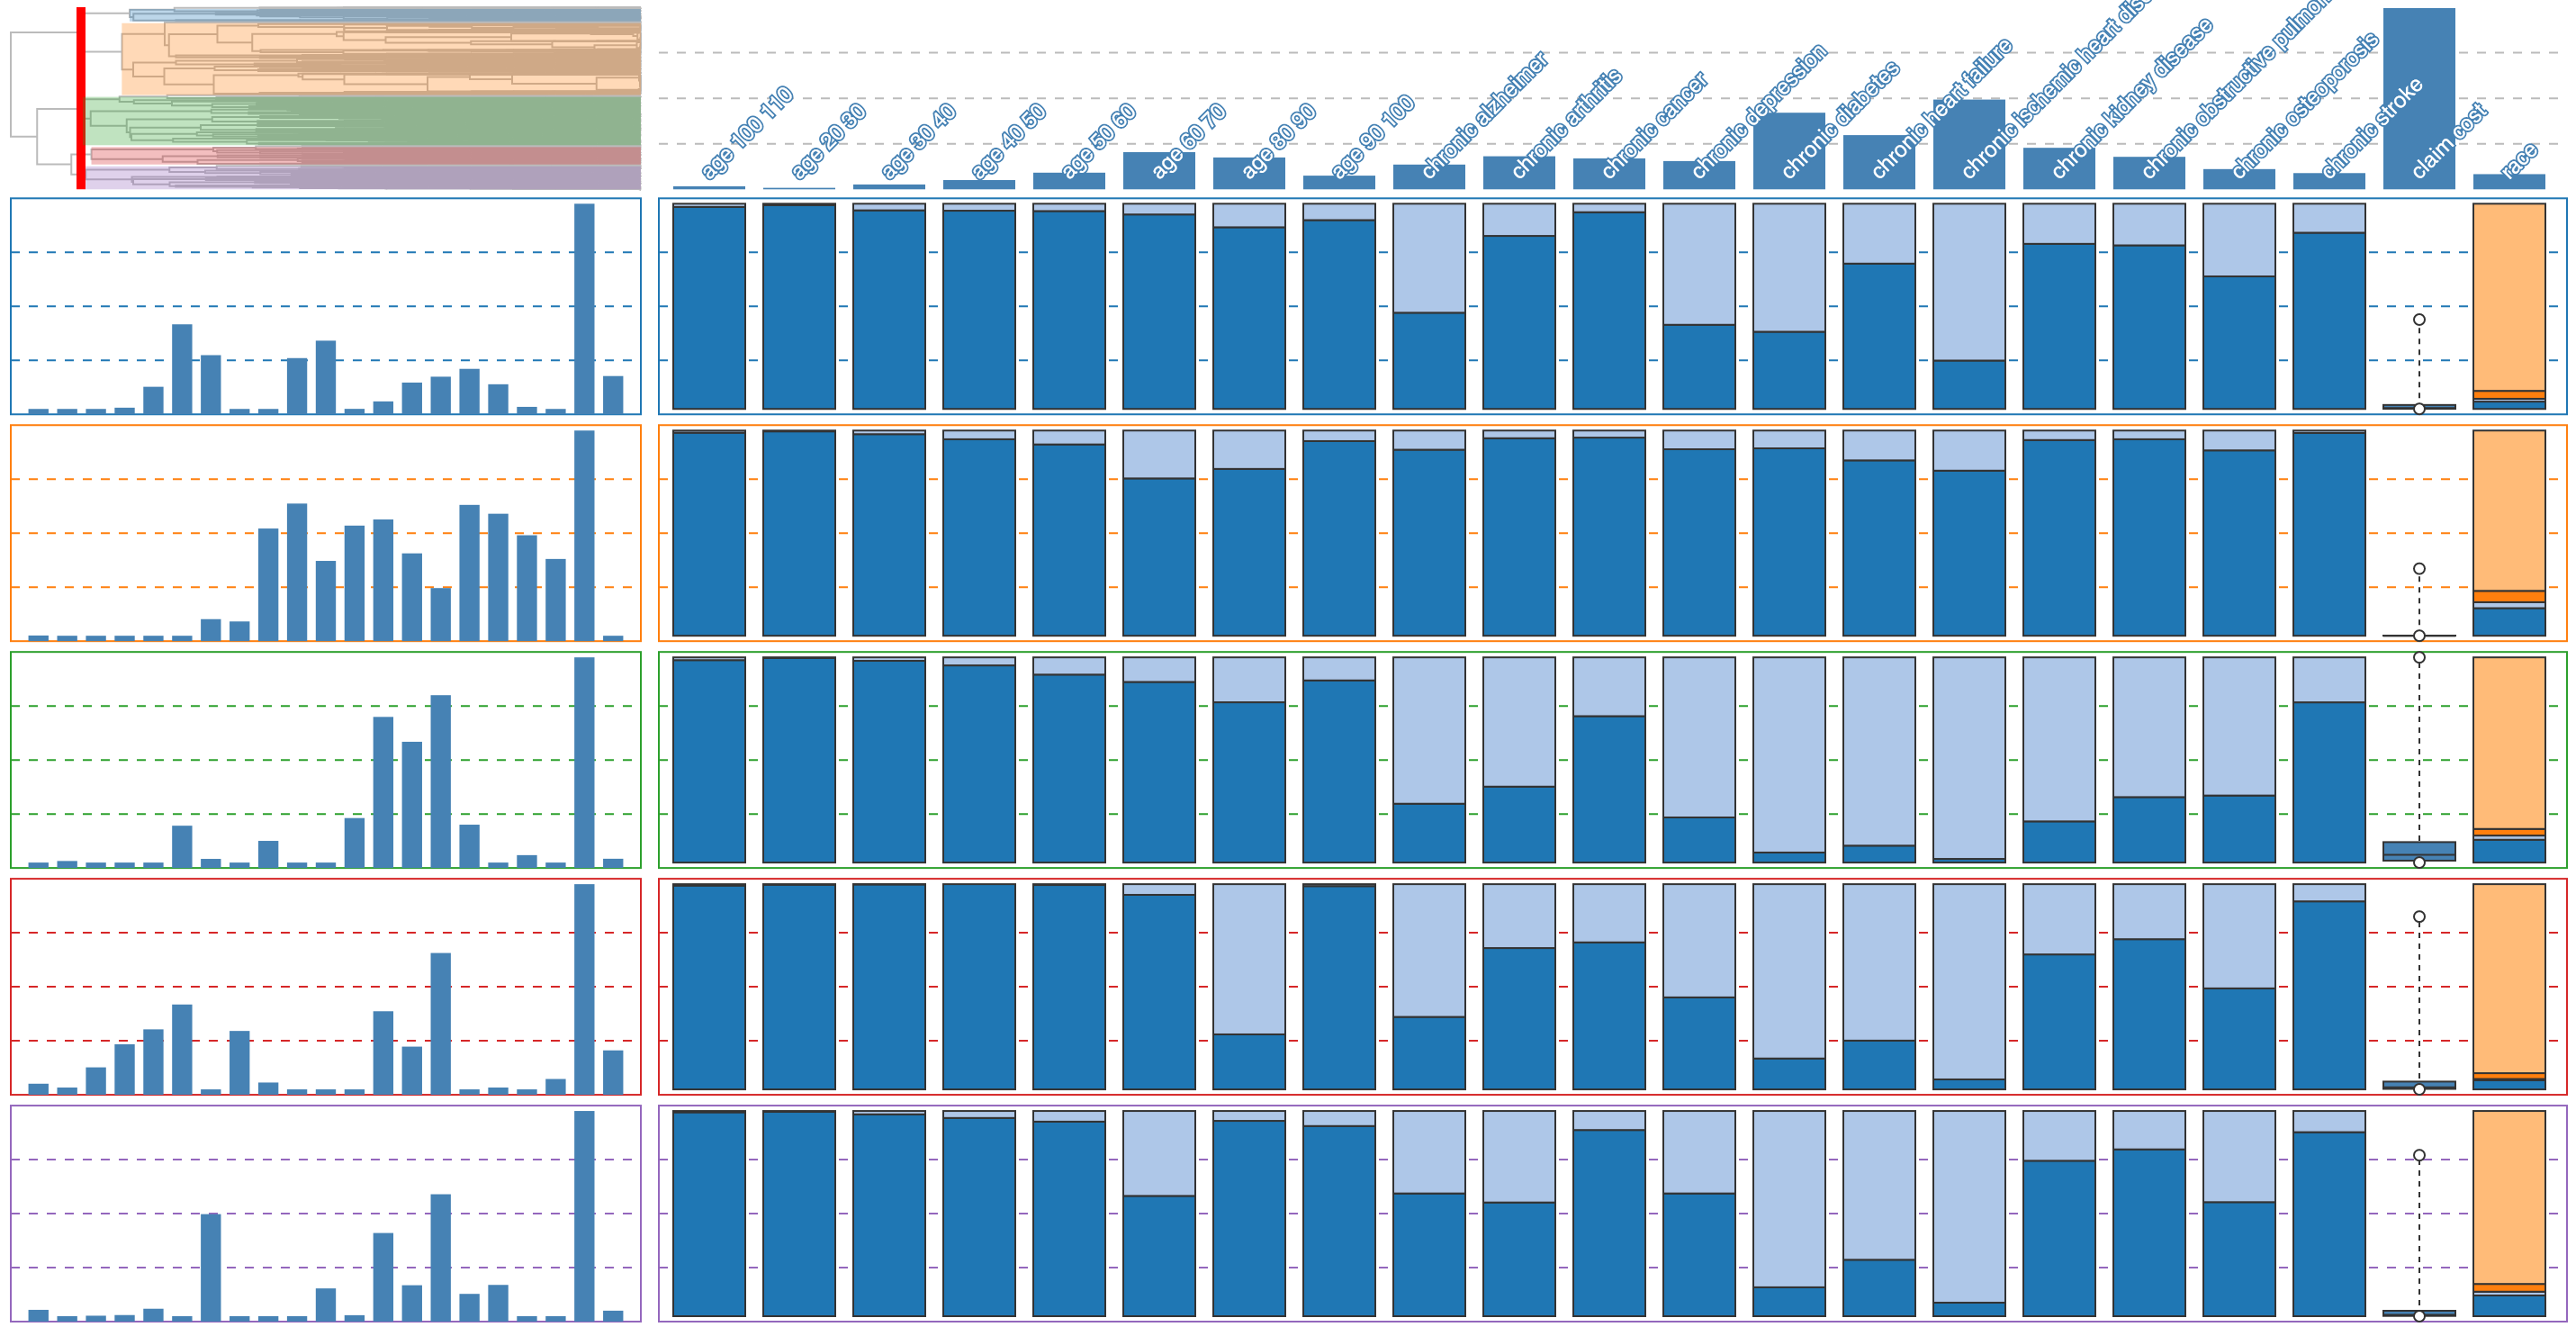 age 100 110
age 20 30
age 30 40
age 40 50
age 50 60
age 60 70
age 80 90
age 90 100
chronic alzheimer
chronic arthritis
chronic cancer
chronic depression
chronic diabetes
chronic heart failure
chronic ischemic heart
chronic kidney disease
chronic obstructive
chronic osteoporosis
chronic stroke
claim cost
race